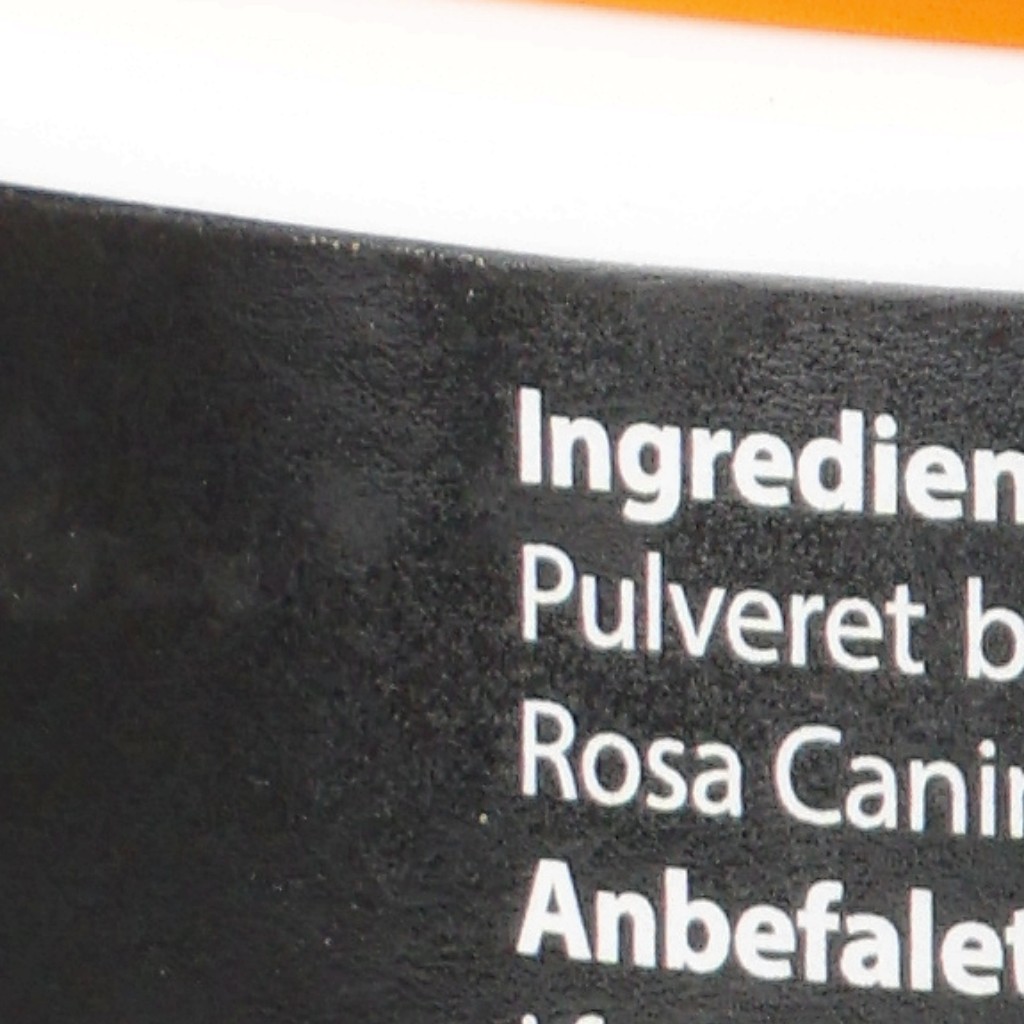 Ingredien
Pulveret b
Rosa Canin
Anbefalet